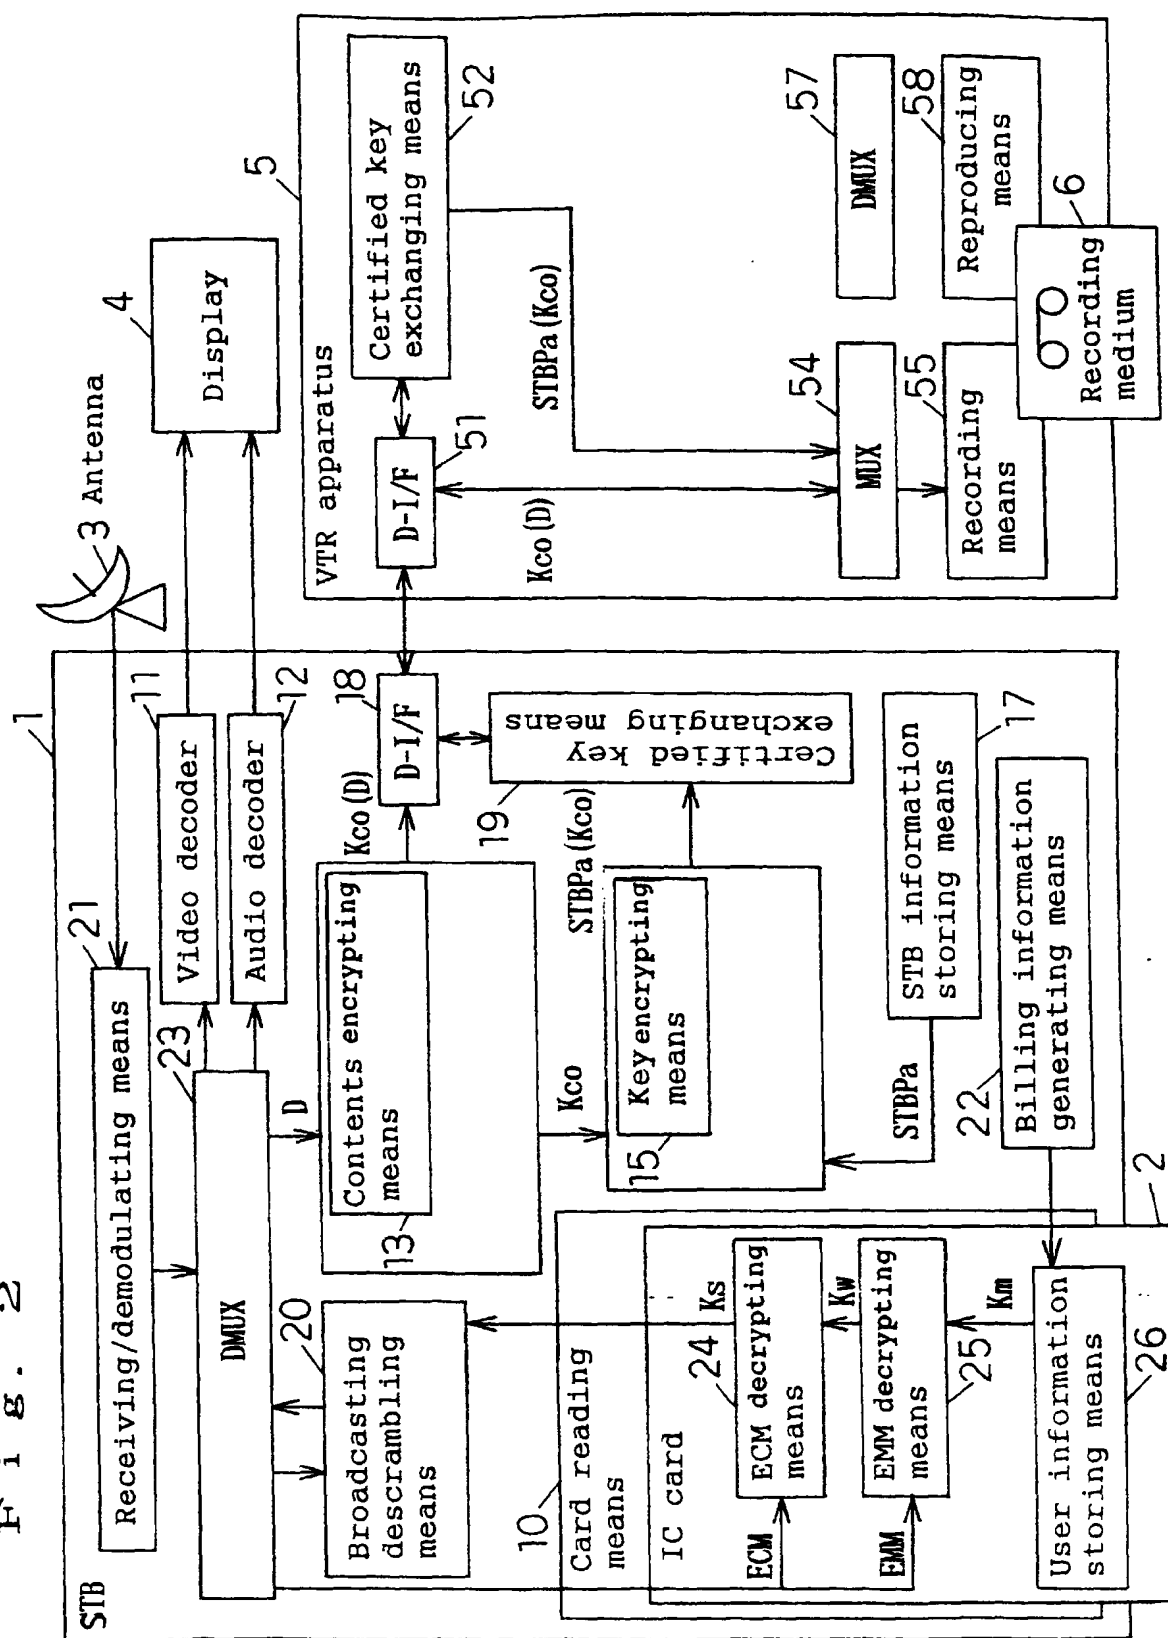 Fig. 2
STB
1
3 Antenna
4
Display
21
Receiving/demodulating means
11
Video decoder
12
Audio decoder
23
DMUX
D
Contents encrypting
means
13
Kco(D)
18
D-I/F
19
Certified key
exchanging means
Kco
STBPa(Kco)
Key encrypting
means
15
STBPa
STB information
storing means
17
22
Billing information
generating means
20
Broadcasting
descrambling
means
10
Card reading
means
IC card
2
Ks
24
ECM decrypting
means
ECM
Kw
25
EMM decrypting
means
EMM
Km
User information
storing means
26
5
VTR apparatus
D-I/F
51
Certified key
exchanging means
52
Kco(D)
STBPa(Kco)
54
MUX
57
DMUX
55
Recording
means
58
Reproducing
means
6
Recording
medium